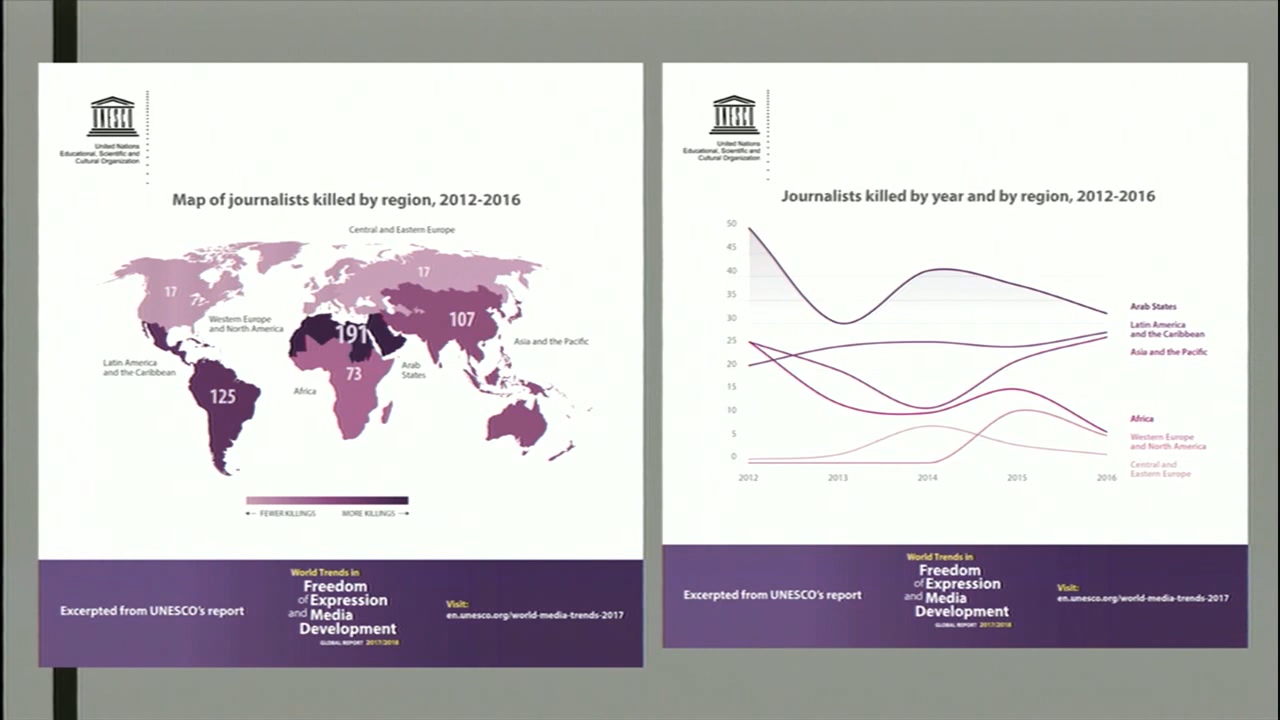 UNESCO
United Nations
Educational, Scientific and
Cultural Organization
Map of journalists killed by region, 2012-2016
Central and Eastern Europe
17
17
Western Europe
and North America
191
107
Asia and the Pacific
Latin America
and the Caribbean
Arab
States
73
Africa
125
FEWER KILLINGS
MORE KILLINGS
Excerpted from UNESCO's report
World Trends in
Freedom
of Expression
and Media
Development
GLOBAL REPORT 2017/2018
Visit:
en.unesco.org/world-media-trends-2017
UNESCO
United Nations
Educational, Scientific and
Cultural Organization
Journalists killed by year and by region, 2012-2016
50
45
40
35
30
25
20
15
10
5
0
2012 2013 2014 2015 2016
Arab States
Latin America
and the Caribbean
Asia and the Pacific
Africa
Western Europe
and North America
Central and
Eastern Europe
Excerpted from UNESCO's report
World Trends in
Freedom
of Expression
and Media
Development
GLOBAL REPORT 2017/2018
Visit:
en.unesco.org/world-media-trends-2017